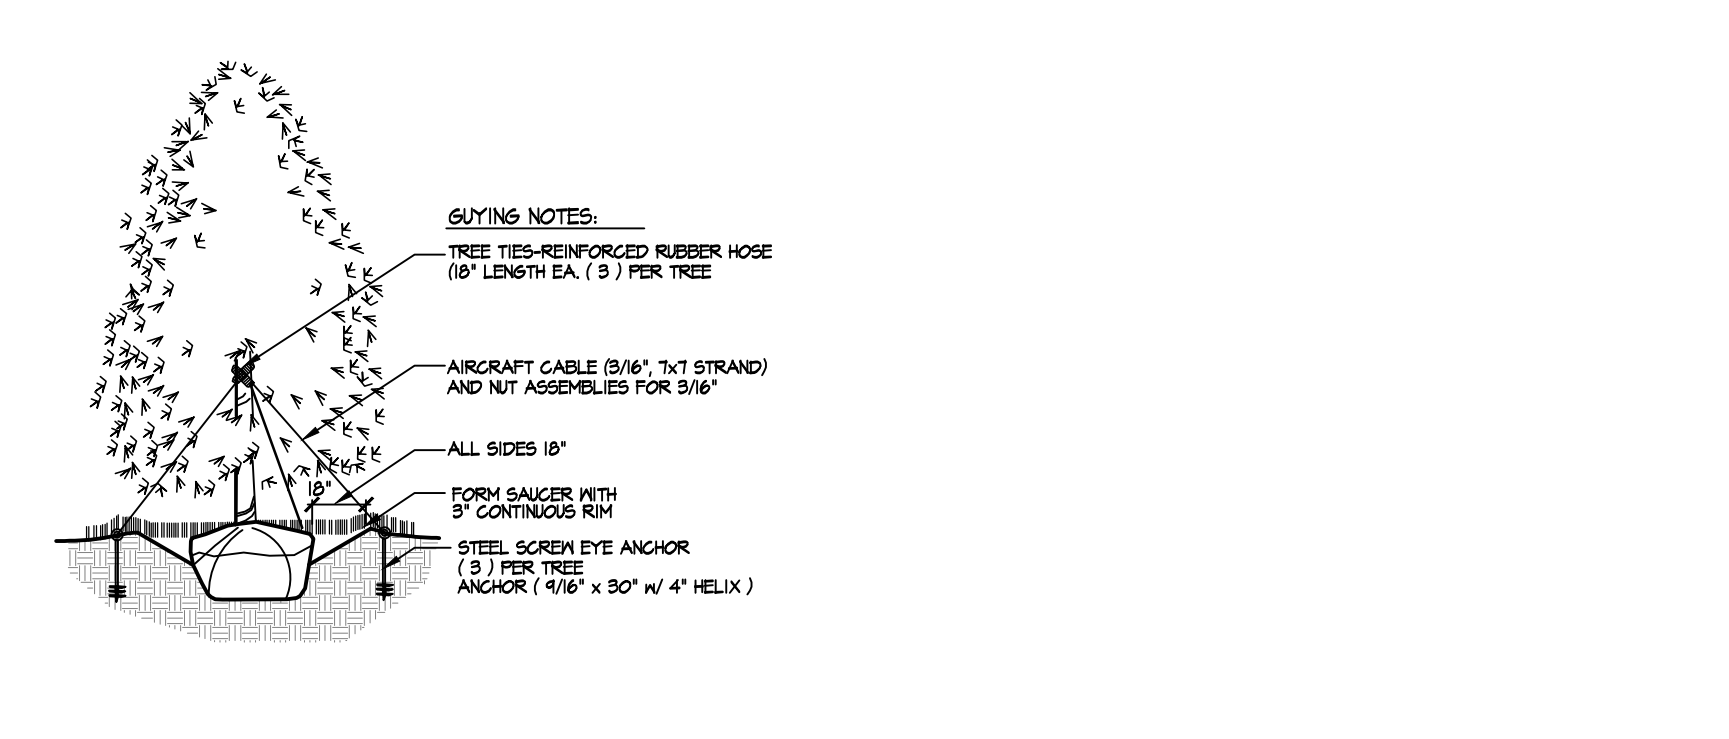 GUYING NOTES:
TREE TIES-REINFORCED RUBBER HOSE
(18" LENGTH EA. ( 3 ) PER TREE
AIRCRAFT CABLE (3/16", 7x7 STRAND)
AND NUT ASSEMBLIES FOR 3/16"
ALL SIDES 18"
18"
FORM SAUCER WITH
3" CONTINUOUS RIM
STEEL SCREW EYE ANCHOR
( 3 ) PER TREE
ANCHOR ( 9/16" x 30" w/ 4" HELIX )